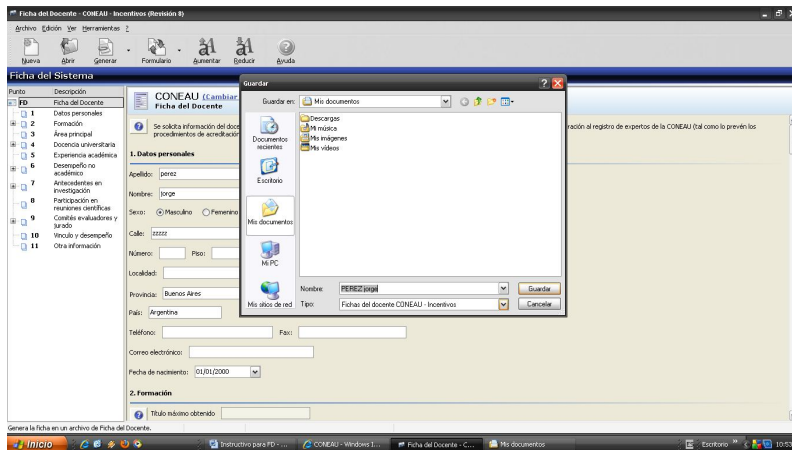 Ficha del Docente - CONEAU - Incentivos (Revisión 8)
Archivo Edición Ver Herramientas ?
Nueva Abrir Generar Formulario Aumentar Reducir Ayuda
Ficha del Sistema
Punto Descripción
FD Ficha del Docente
1 Datos personales
2 Formación
3 Área principal
4 Docencia universitaria
5 Experiencia académica
6 Desempeño no
académico
7 Antecedentes en
investigación
8 Participación en
reuniones científicas
9 Comités evaluadores y
jurado
10 Vinculo y desempeño
11 Otra información
CONEAU (Cambiar
Ficha del Docente
Se solicita información del doce
procedimientos de acreditación
ración al registro de expertos de la CONEAU (tal como lo prevén los
1. Datos personales
Apellido: perez
Nombre: jorge
Sexo: Masculino Femenino
Calle: zzzzz
Número: Piso:
Localidad:
Provincia: Buenos Aires
País: Argentina
Teléfono: Fax:
Correo electrónico:
Fecha de nacimiento: 01/01/2000
2. Formación
Título máximo obtenido
Guardar
Guardar en: Mis documentos
Documentos
recientes
Escritorio
Mis documentos
Mi PC
Mis sitios de red
Descargas
Mi música
Mis imágenes
Mis vídeos
Nombre: PEREZ jorge
Guardar
Tipo: Fichas del docente CONEAU - Incentivos
Cancelar
Genera la ficha en un archivo de Ficha del Docente.
Inicio
Instructivo para FD - ...
CONEAU - Windows I...
Ficha del Docente - C...
Mis documentos
Escritorio
10:53